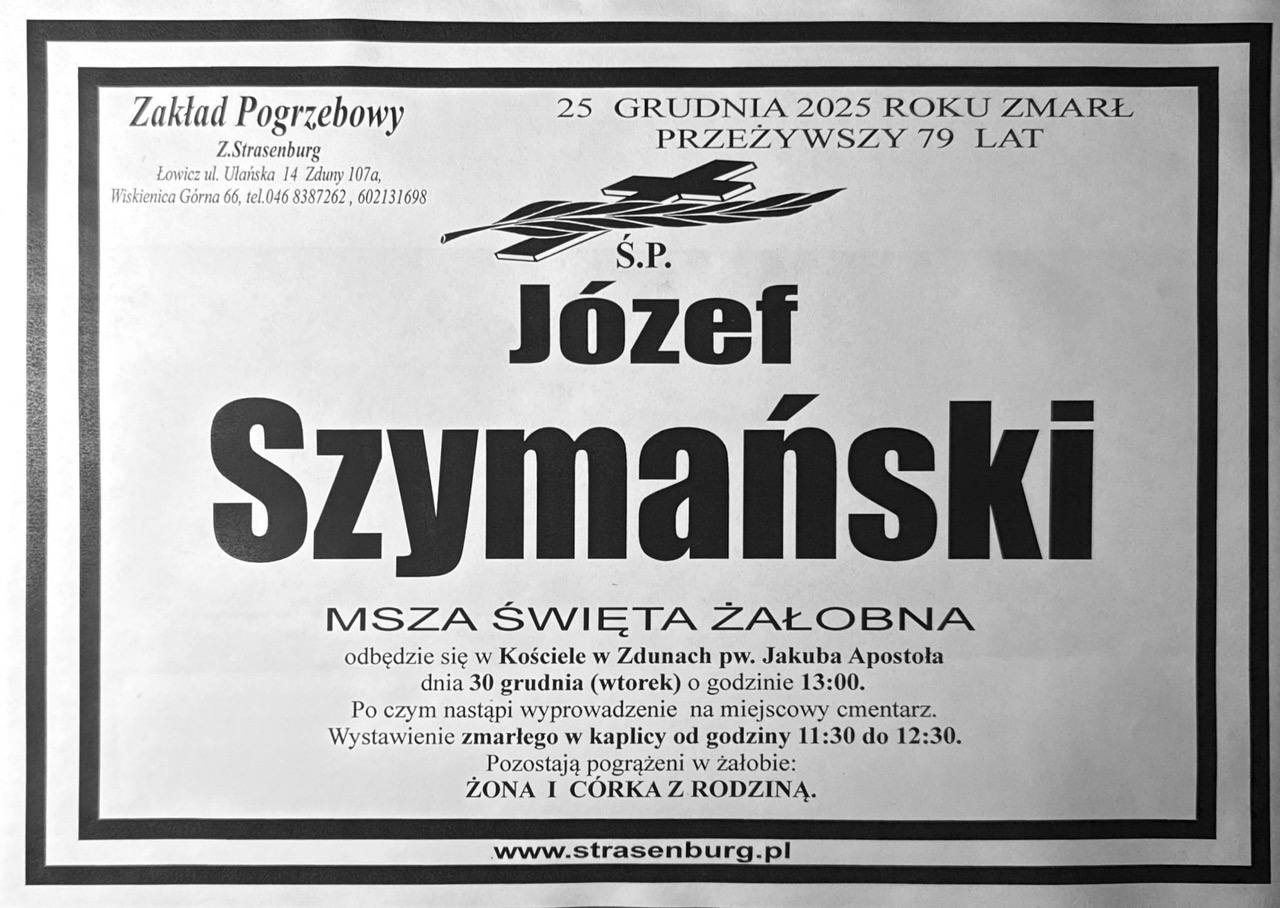 Zakład Pogrzebowy
Z.Strasenburg
Łowicz ul. Ułańska 14 Zduny 107a,
Wiskienica Górna 66, tel.046 8387262 , 602131698
25 GRUDNIA 2025 ROKU ZMARŁ
PRZEŻYWSZY 79 LAT
Ś.P.
Józef
Szymański
MSZA ŚWIĘTA ŻAŁOBNA
odbędzie się w Kościele w Zdunach pw. Jakuba Apostoła
dnia 30 grudnia (wtorek) o godzinie 13:00.
Po czym nastąpi wyprowadzenie na miejscowy cmentarz.
Wystawienie zmarłego w kaplicy od godziny 11:30 do 12:30.
Pozostają pogrążeni w żałobie:
ŻONA I CÓRKA Z RODZINĄ.
.www.strasenburg.pl